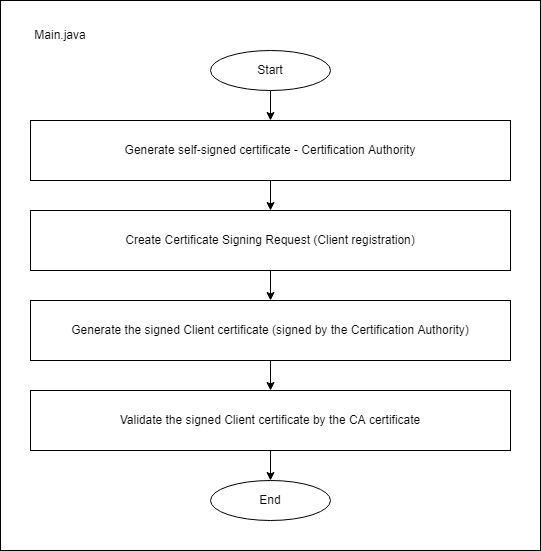 Main.java
Start
Generate self-signed certificate - Certification Authority
Create Certificate Signing Request (Client registration)
Generate the signed Client certificate (signed by the Certification Authority)
Validate the signed Client certificate by the CA certificate
End